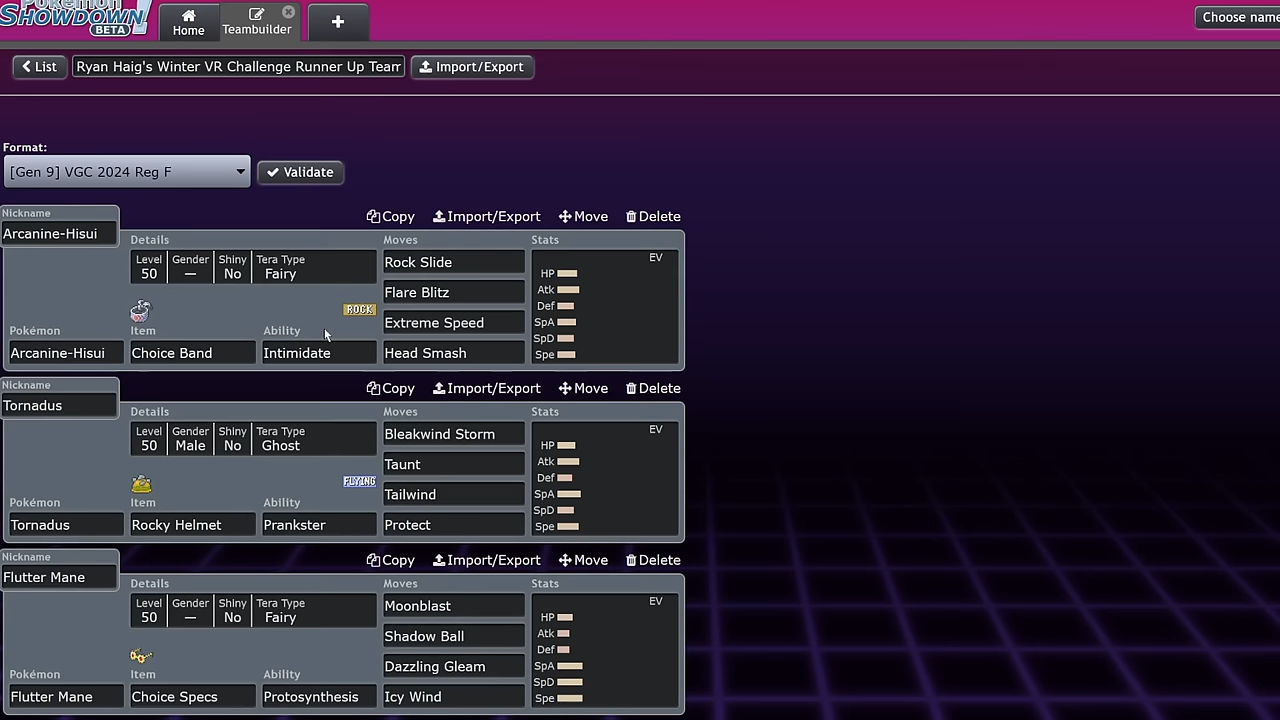 Pokémon
SHOWDOWN!
BETA
Home
Teambuilder
+
Choose name
List
Ryan Haig's Winter VR Challenge Runner Up Team
Import/Export
Format:
[Gen 9] VGC 2024 Reg F
Validate
Nickname
Arcanine-Hisui
Copy Import/Export Move Delete
Details
Moves
Stats
Level Gender Shiny Tera Type
50 — No Fairy
ROCK
Pokémon Item Ability
Arcanine-Hisui Choice Band Intimidate
Rock Slide
Flare Blitz
Extreme Speed
Head Smash
EV
HP
Atk
Def
SpA
SpD
Spe
Nickname
Tornadus
Copy Import/Export Move Delete
Details
Moves
Stats
Level Gender Shiny Tera Type
50 Male No Ghost
FLYING
Pokémon Item Ability
Tornadus Rocky Helmet Prankster
Bleakwind Storm
Taunt
Tailwind
Protect
EV
HP
Atk
Def
SpA
SpD
Spe
Nickname
Flutter Mane
Copy Import/Export Move Delete
Details
Moves
Stats
Level Gender Shiny Tera Type
50 — No Fairy
Pokémon Item Ability
Flutter Mane Choice Specs Protosynthesis
Moonblast
Shadow Ball
Dazzling Gleam
Icy Wind
EV
HP
Atk
Def
SpA
SpD
Spe